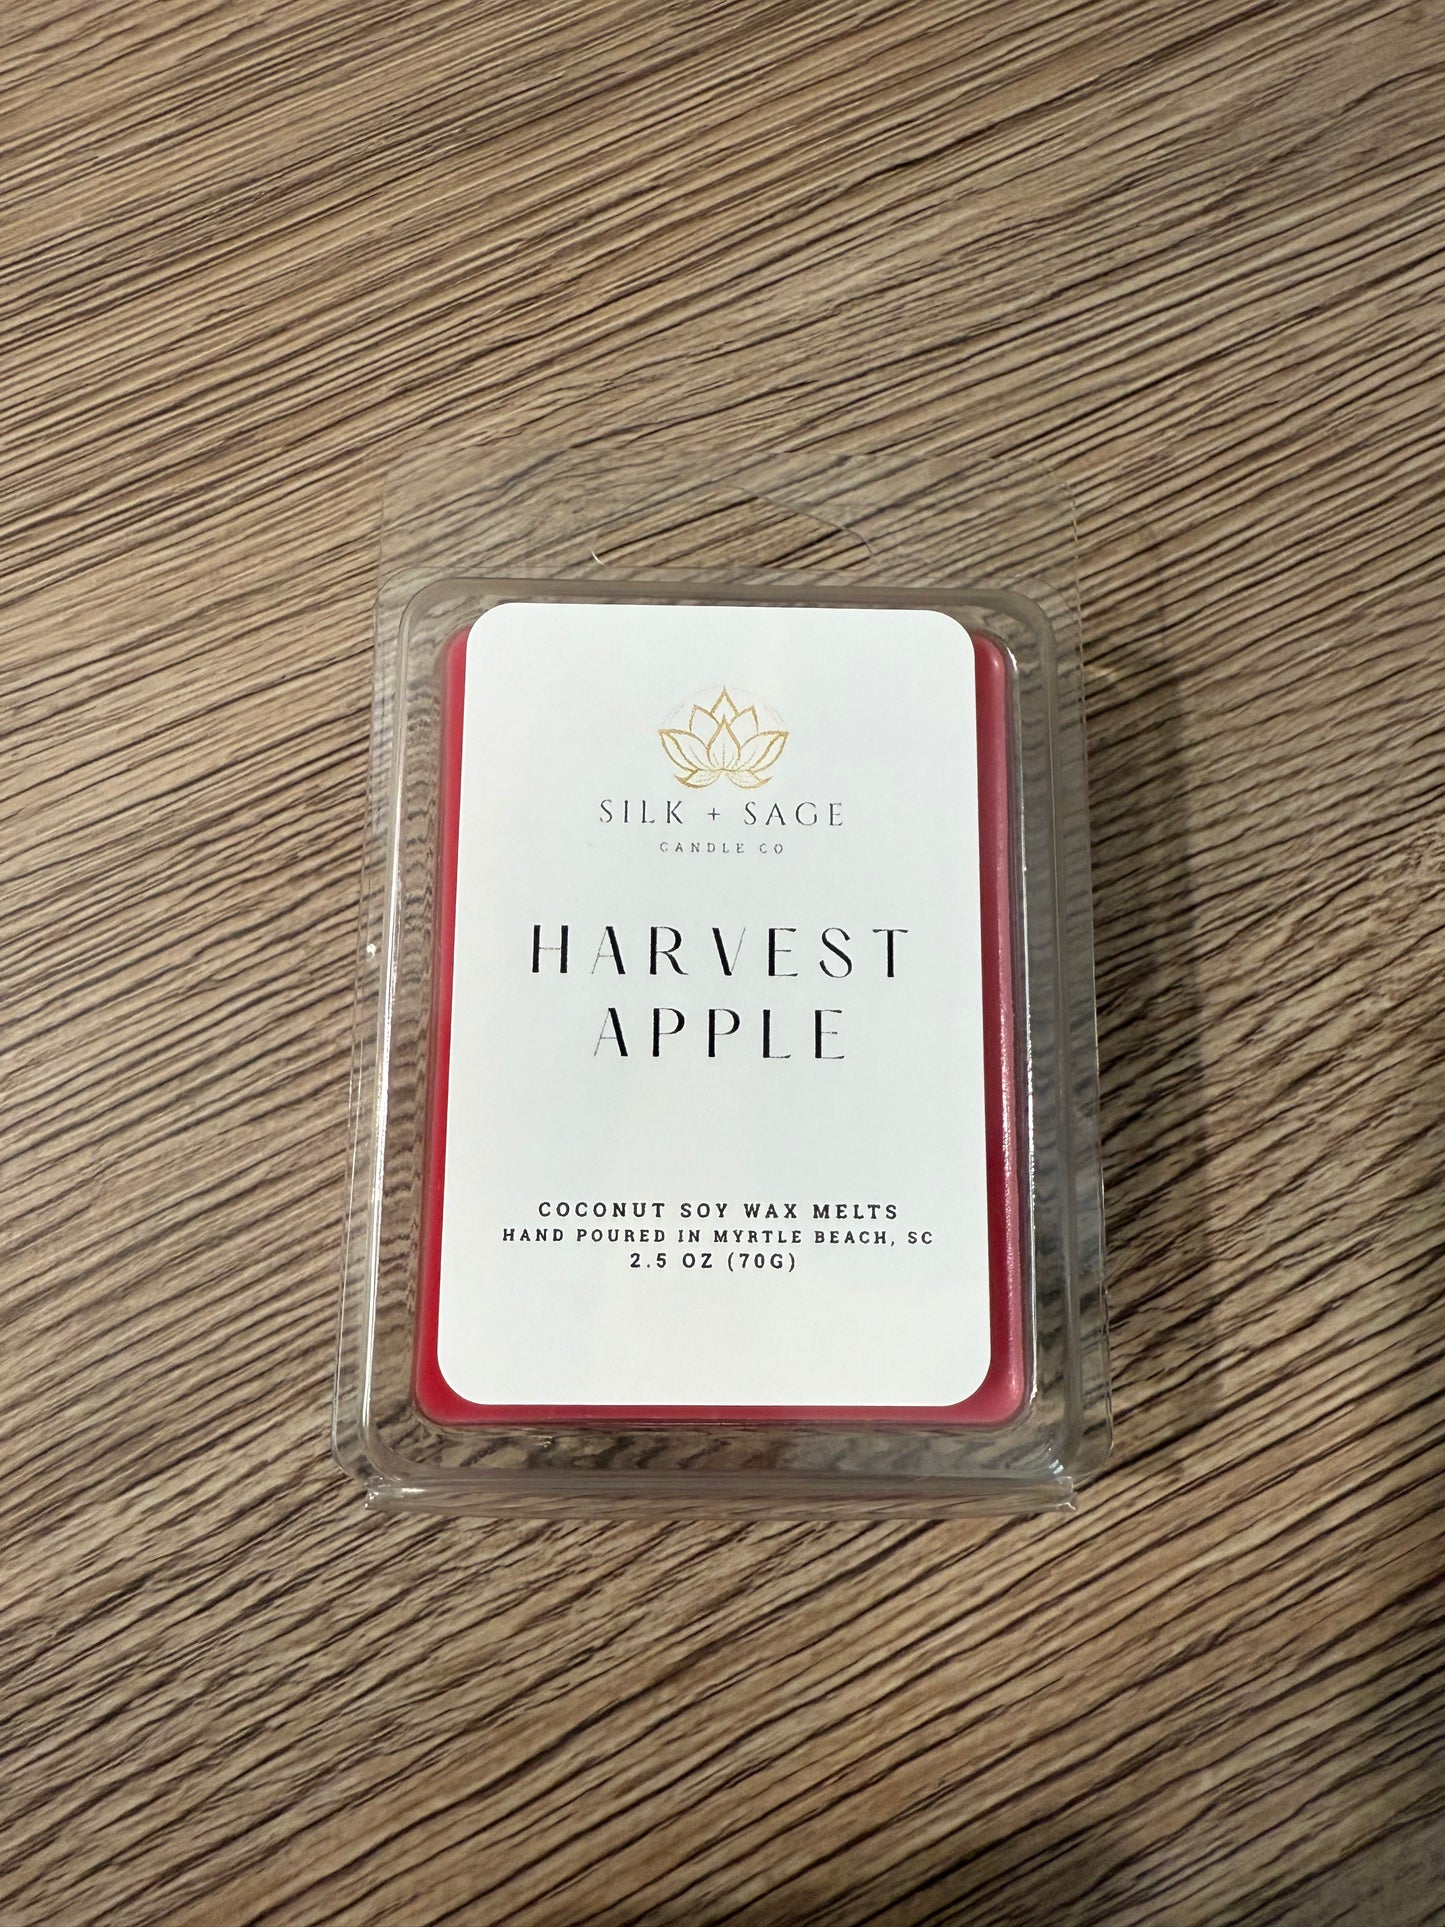 SILK + SAGE
CANDLE CO
HARVEST
APPLE
COCONUT SOY WAX MELTS
HAND POURED IN MYRTLE BEACH, SC
2.5 OZ (70G)